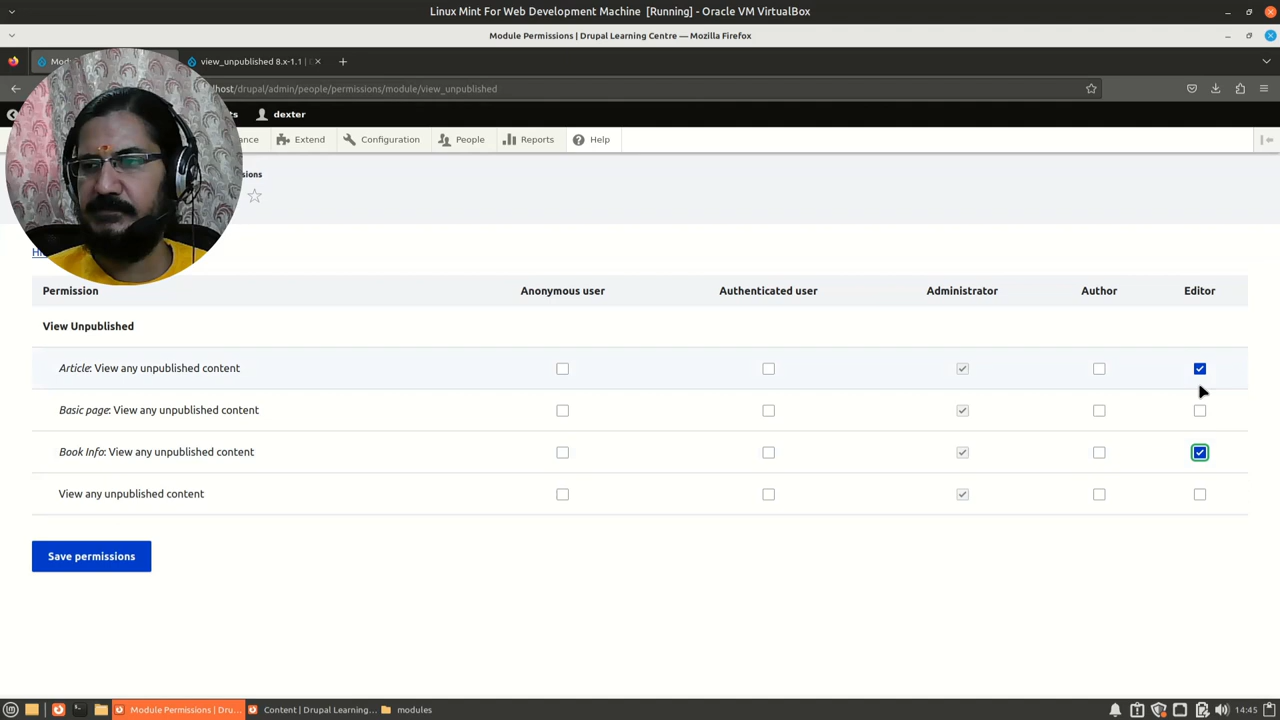 Linux Mint For Web Development Machine [Running] - Oracle VM VirtualBox
Module Permissions | Drupal Learning Centre — Mozilla Firefox
view_unpublished 8.x-1.1 |
/drupal/admin/people/permissions/module/view_unpublished
dexter
Extend Configuration People Reports Help
Permission Anonymous user Authenticated user Administrator Author Editor
View Unpublished
Article: View any unpublished content
Basic page: View any unpublished content
Book Info: View any unpublished content
View any unpublished content
Save permissions
Module Permissions | Dru... Content | Drupal Learning... modules 14:45